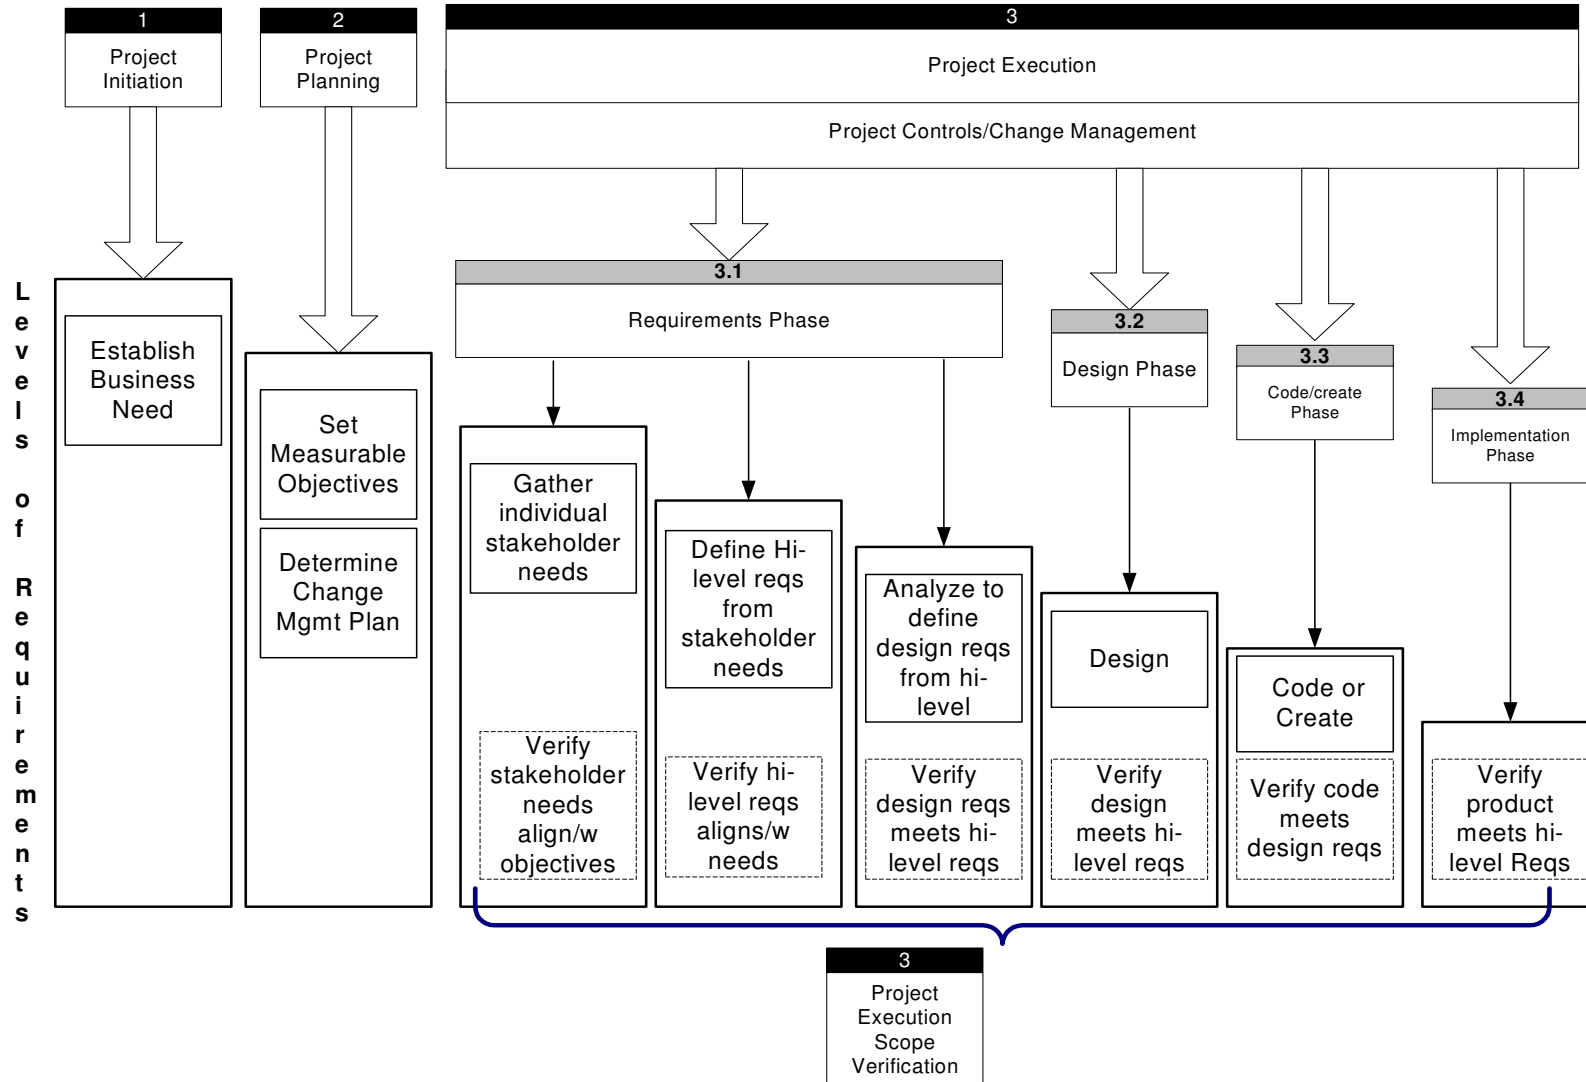 1
Project
Initiation
2
Project
Planning
3
Project Execution
Project Controls/Change Management
3.1
Requirements Phase
3.2
Design Phase
3.3
Code/create
Phase
3.4
Implementation
Phase
Levels of Requirements
Establish
Business
Need
Set
Measurable
Objectives
Determine
Change
Mgmt Plan
Gather
individual
stakeholder
needs
Define Hi-
level reqs
from
stakeholder
needs
Analyze to
define
design reqs
from hi-
level
Design
Code or
Create
Verify
stakeholder
needs
align/w
objectives
Verify hi-
level reqs
aligns/w
needs
Verify
design reqs
meets hi-
level reqs
Verify
design
meets hi-
level reqs
Verify code
meets
design reqs
Verify
product
meets hi-
level Reqs
3
Project
Execution
Scope
Verification